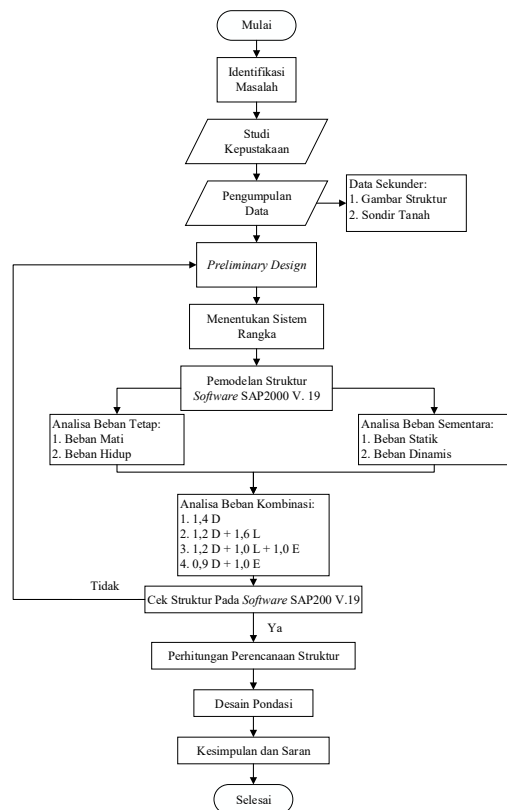 Mulai
Identifikasi
Masalah
Studi
Kepustakaan
Pengumpulan
Data
Data Sekunder:
1. Gambar Struktur
2. Sondir Tanah
Preliminary Design
Menentukan Sistem
Rangka
Pemodelan Struktur
Software SAP2000 V. 19
Analisa Beban Tetap:
1. Beban Mati
2. Beban Hidup
Analisa Beban Sementara:
1. Beban Statik
2. Beban Dinamis
Analisa Beban Kombinasi:
1. 1,4 D
2. 1,2 D + 1,6 L
3. 1,2 D + 1,0 L + 1,0 E
4. 0,9 D + 1,0 E
Tidak
Cek Struktur Pada Software SAP200 V.19
Ya
Perhitungan Perencanaan Struktur
Desain Pondasi
Kesimpulan dan Saran
Selesai